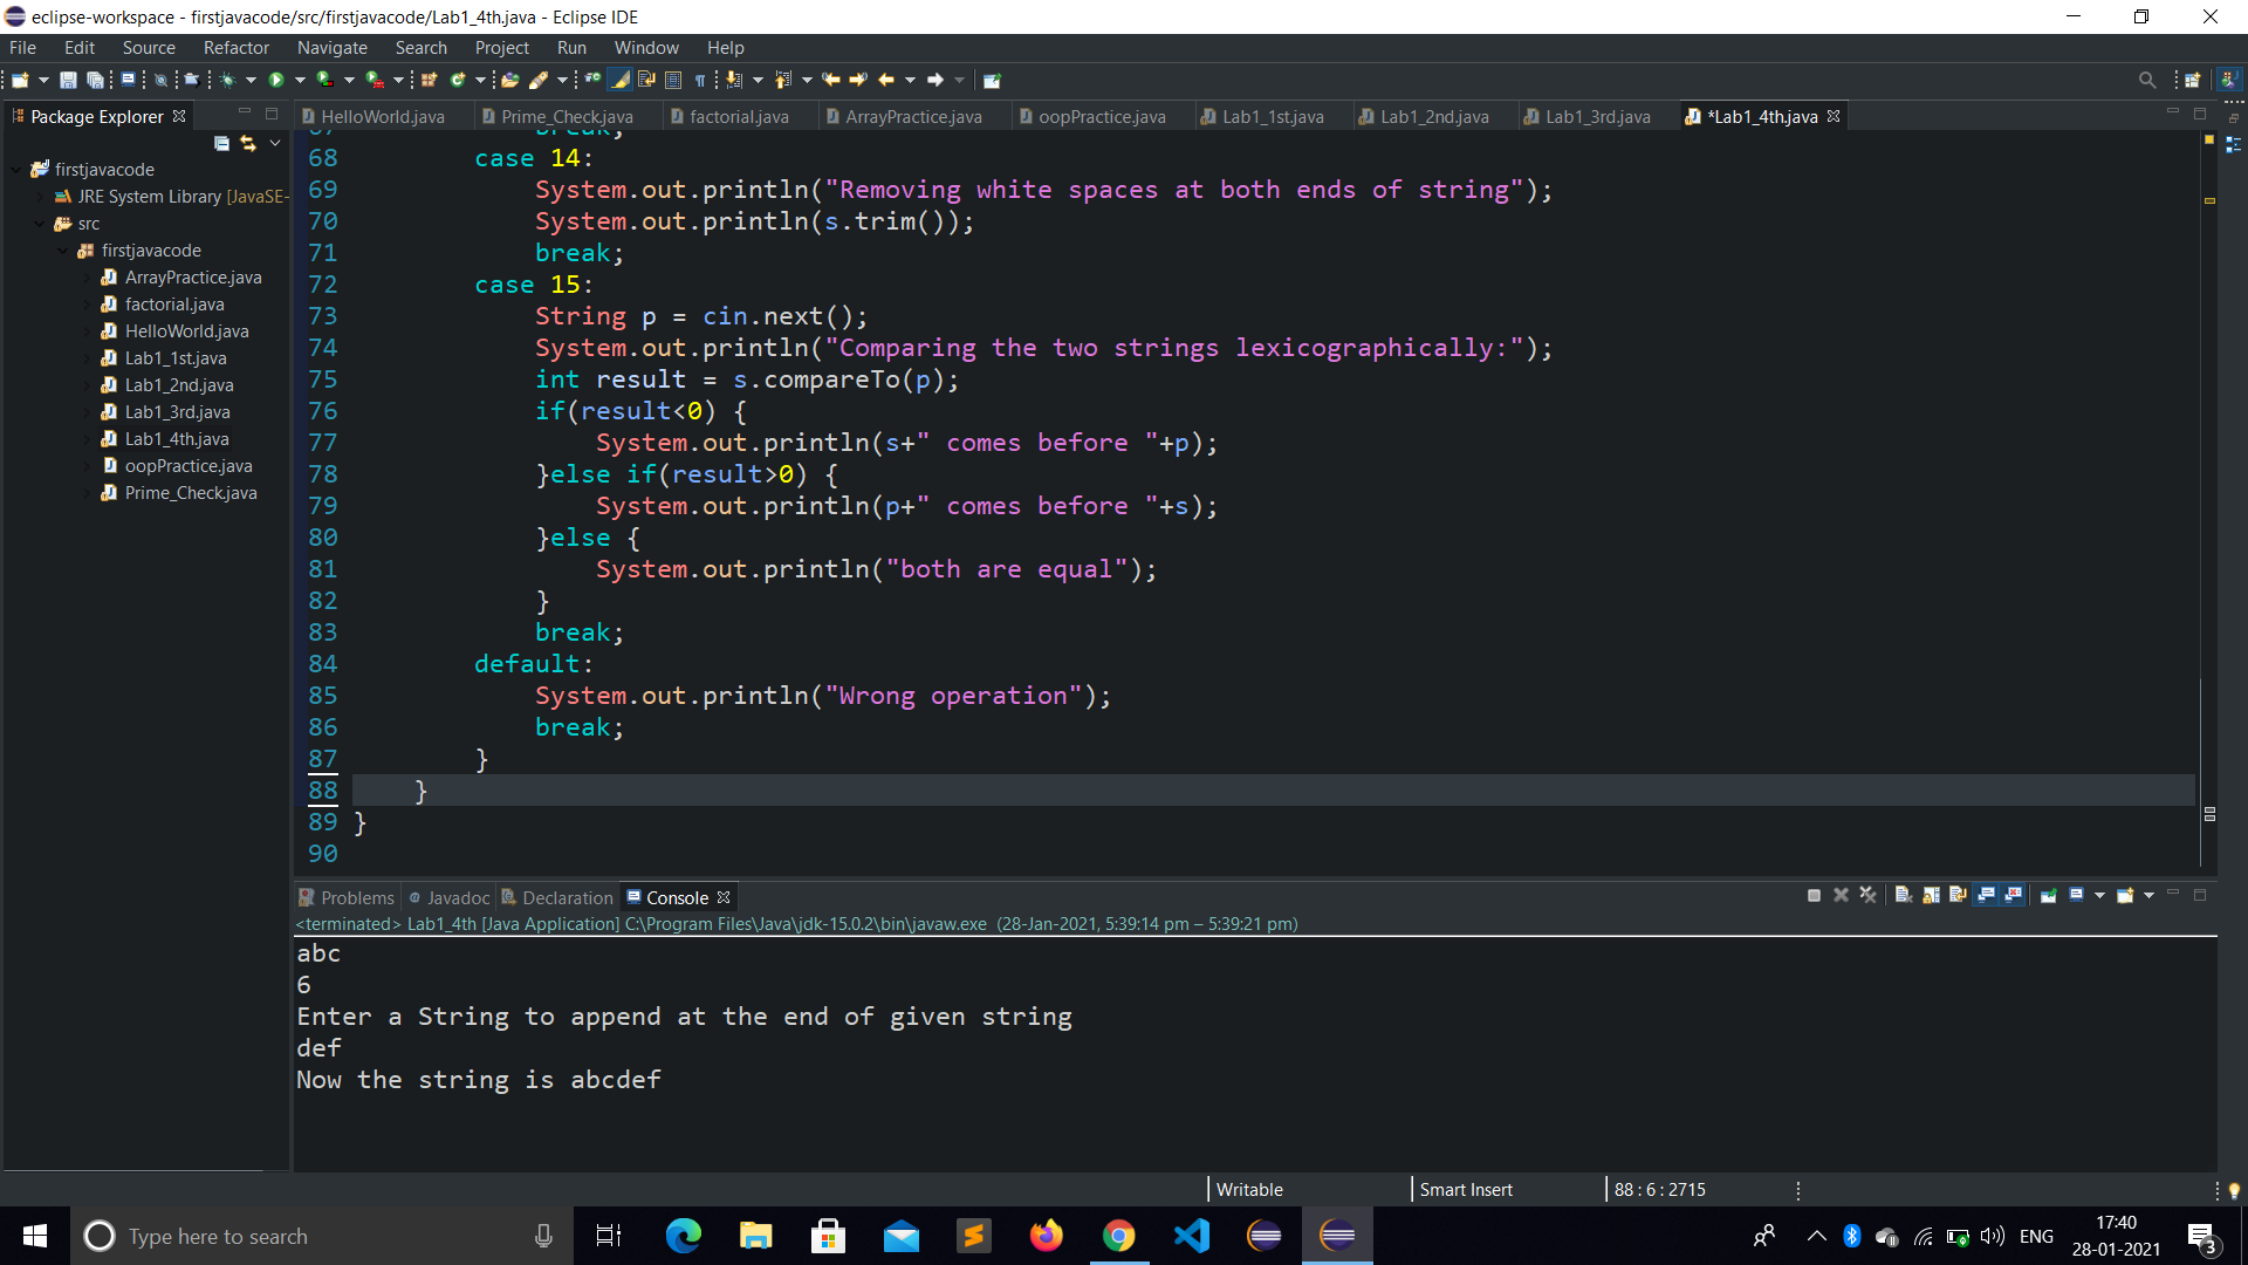 eclipse-workspace - firstjavacode/src/firstjavacode/Lab1_4th.java - Eclipse IDE
File Edit Source Refactor Navigate Search Project Run Window Help
Package Explorer
HelloWorld.java Prime_Check.java factorial.java ArrayPractice.java oopPractice.java Lab1_1st.java Lab1_2nd.java Lab1_3rd.java *Lab1_4th.java
firstjavacode
JRE System Library [JavaSE-
src
firstjavacode
ArrayPractice.java
factorial.java
HelloWorld.java
Lab1_1st.java
Lab1_2nd.java
Lab1_3rd.java
Lab1_4th.java
oopPractice.java
Prime_Check.java
67 break;
68 case 14:
69 System.out.println("Removing white spaces at both ends of string");
70 System.out.println(s.trim());
71 break;
72 case 15:
73 String p = cin.next();
74 System.out.println("Comparing the two strings lexicographically:");
75 int result = s.compareTo(p);
76 if(result<0) {
77 System.out.println(s+" comes before "+p);
78 }else if(result>0) {
79 System.out.println(p+" comes before "+s);
80 }else {
81 System.out.println("both are equal");
82 }
83 break;
84 default:
85 System.out.println("Wrong operation");
86 break;
87 }
88 }
89 }
90
Problems Javadoc Declaration Console
<terminated> Lab1_4th [Java Application] C:\Program Files\Java\jdk-15.0.2\bin\javaw.exe (28-Jan-2021, 5:39:14 pm – 5:39:21 pm)
abc
6
Enter a String to append at the end of given string
def
Now the string is abcdef
Writable Smart Insert 88 : 6 : 2715
Type here to search
ENG
17:40
28-01-2021
3